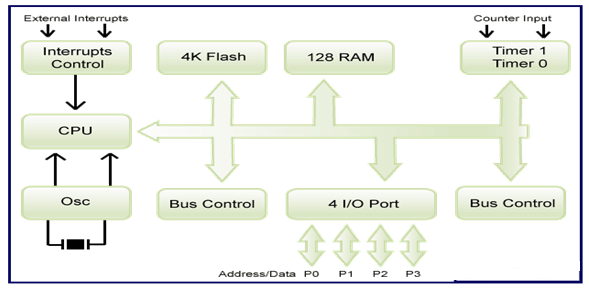 External Interrupts
Counter Input
Interrupts
Control
4K Flash
128 RAM
Timer 1
Timer 0
CPU
Osc
Bus Control
4 I/O Port
Bus Control
Address/Data P0 P1 P2 P3